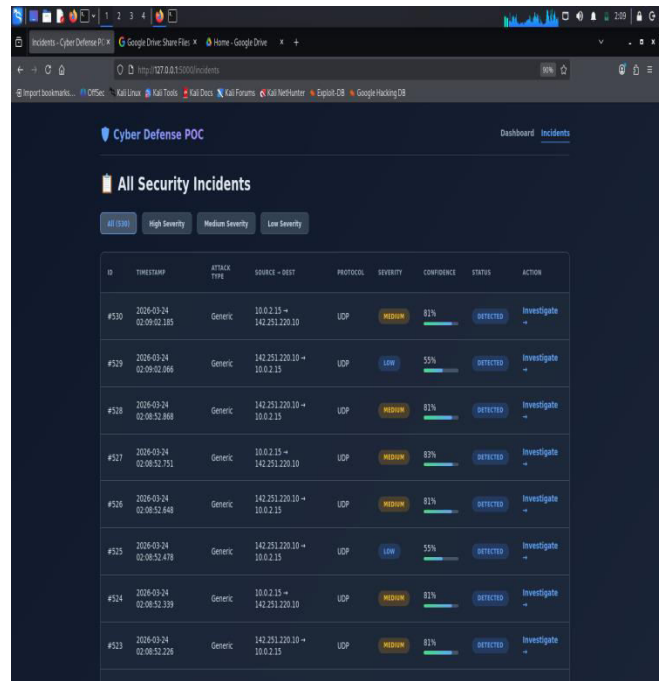 1 2 3 4
2:09
Incidents - Cyber Defense PC ×
Google Drive: Share Files ×
Home - Google Drive × +
http://127.0.0.1:5000/incidents
90%
Import bookmarks... OffSec Kali Linux Kali Tools Kali Docs Kali Forums Kali NetHunter Exploit-DB Google Hacking DB
Cyber Defense POC
Dashboard Incidents
All Security Incidents
All (530) High Severity Medium Severity Low Severity
ID TIMESTAMP ATTACK TYPE SOURCE → DEST PROTOCOL SEVERITY CONFIDENCE STATUS ACTION
#530 2026-03-24 02:09:02.185 Generic 10.0.2.15 → 142.251.220.10 UDP MEDIUM 81% DETECTED Investigate →
#529 2026-03-24 02:09:02.066 Generic 142.251.220.10 → 10.0.2.15 UDP LOW 55% DETECTED Investigate →
#528 2026-03-24 02:08:52.868 Generic 142.251.220.10 → 10.0.2.15 UDP MEDIUM 81% DETECTED Investigate →
#527 2026-03-24 02:08:52.751 Generic 10.0.2.15 → 142.251.220.10 UDP MEDIUM 83% DETECTED Investigate →
#526 2026-03-24 02:08:52.648 Generic 142.251.220.10 → 10.0.2.15 UDP MEDIUM 81% DETECTED Investigate →
#525 2026-03-24 02:08:52.478 Generic 142.251.220.10 → 10.0.2.15 UDP LOW 55% DETECTED Investigate →
#524 2026-03-24 02:08:52.339 Generic 10.0.2.15 → 142.251.220.10 UDP MEDIUM 81% DETECTED Investigate →
#523 2026-03-24 02:08:52.226 Generic 142.251.220.10 → 10.0.2.15 UDP MEDIUM 81% DETECTED Investigate →